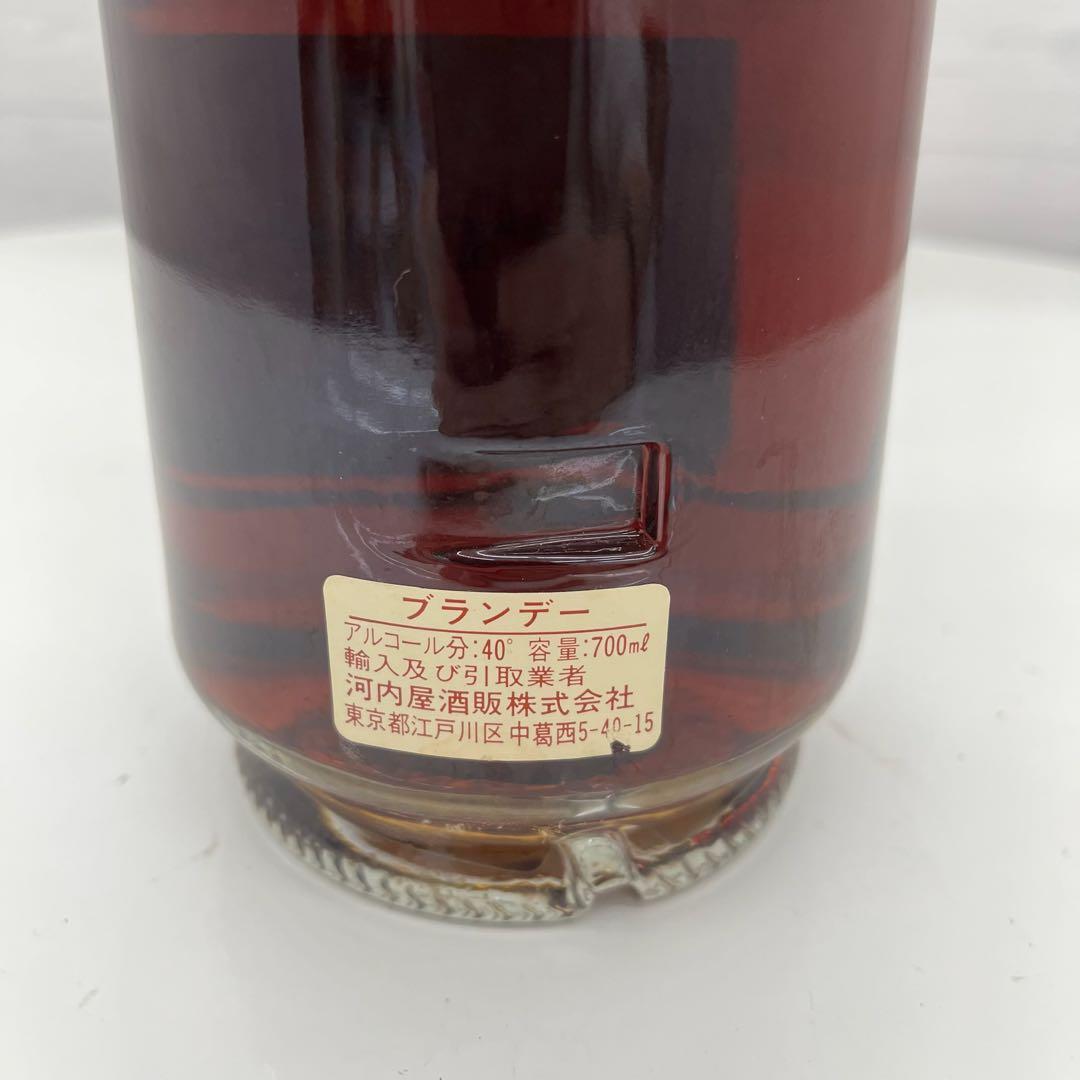 ブランデー
アルコール分:40° 容量:700mℓ
輸入及び引取業者
河内屋酒販株式会社
東京都江戸川区中葛西5-40-15